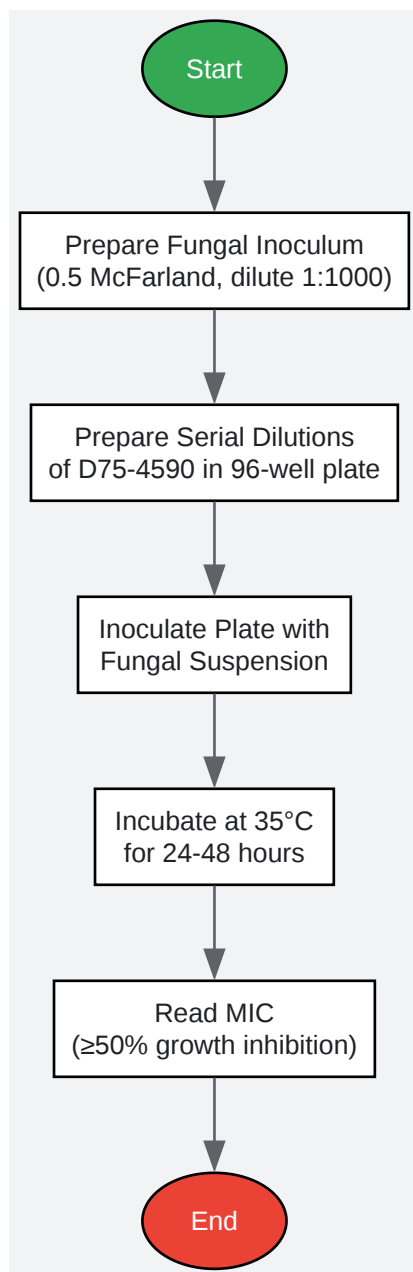 Start
Prepare Fungal Inoculum
(0.5 McFarland, dilute 1:1000)
Prepare Serial Dilutions
of D75-4590 in 96-well plate
Inoculate Plate with
Fungal Suspension
Incubate at 35°C
for 24-48 hours
Read MIC
(≥50% growth inhibition)
End